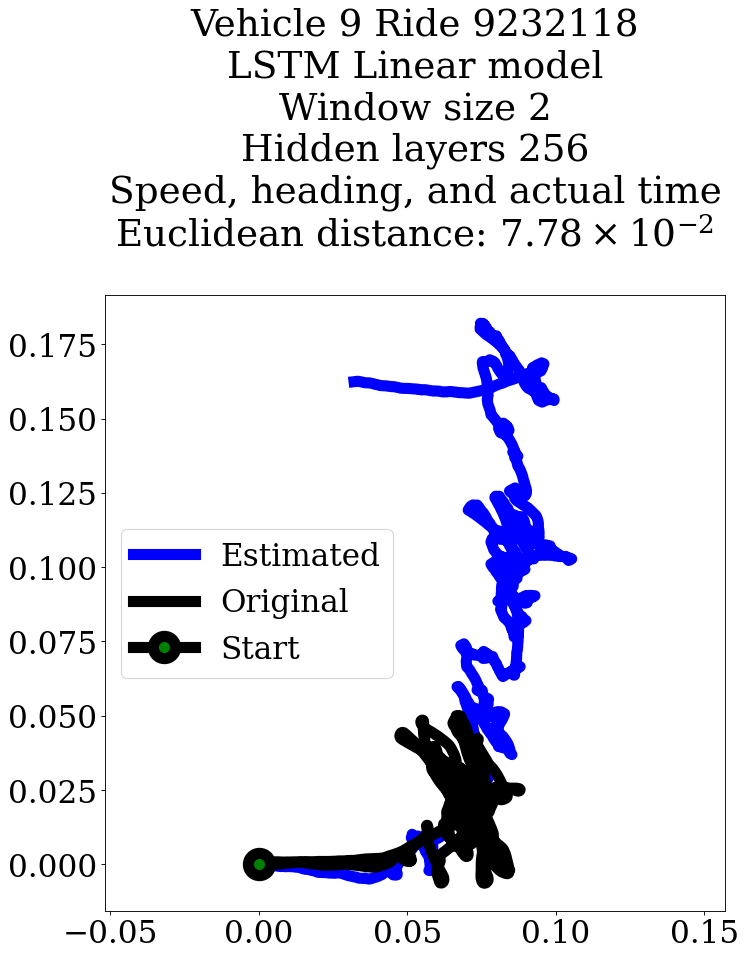 Vehicle 9 Ride 9232118
LSTM Linear model
Window size 2
Hidden layers 256
Speed, heading, and actual time
Euclidean distance: 7.78 × 10⁻²
0.175
0.150
0.125
0.100
0.075
0.050
0.025
0.000
Estimated
Original
Start
−0.05 0.00 0.05 0.10 0.15